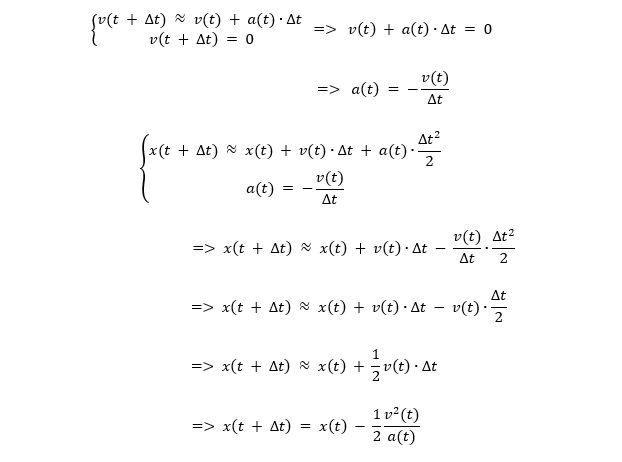 {v(t + Δt) ≈ v(t) + a(t)·Δt
v(t + Δt) = 0 => v(t) + a(t)·Δt = 0
=> a(t) = −v(t)/Δt
{x(t + Δt) ≈ x(t) + v(t)·Δt + a(t)·Δt²/2
a(t) = −v(t)/Δt
=> x(t + Δt) ≈ x(t) + v(t)·Δt − v(t)/Δt·Δt²/2
=> x(t + Δt) ≈ x(t) + v(t)·Δt − v(t)·Δt/2
=> x(t + Δt) ≈ x(t) + 1/2 v(t)·Δt
=> x(t + Δt) = x(t) − 1/2 v²(t)/a(t)